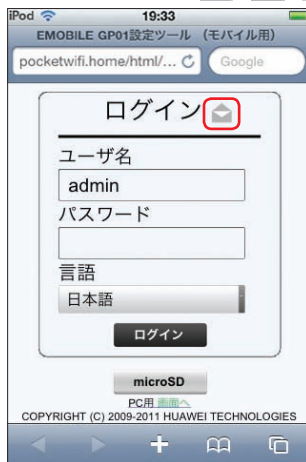 iPod 19:33
EMOBILE GP01設定ツール (モバイル用)
pocketwifi.home/html/... Google
ログイン
ユーザ名
admin
パスワード
言語
日本語
ログイン
microSD
PC用 画面へ
COPYRIGHT (C) 2009-2011 HUAWEI TECHNOLOGIES